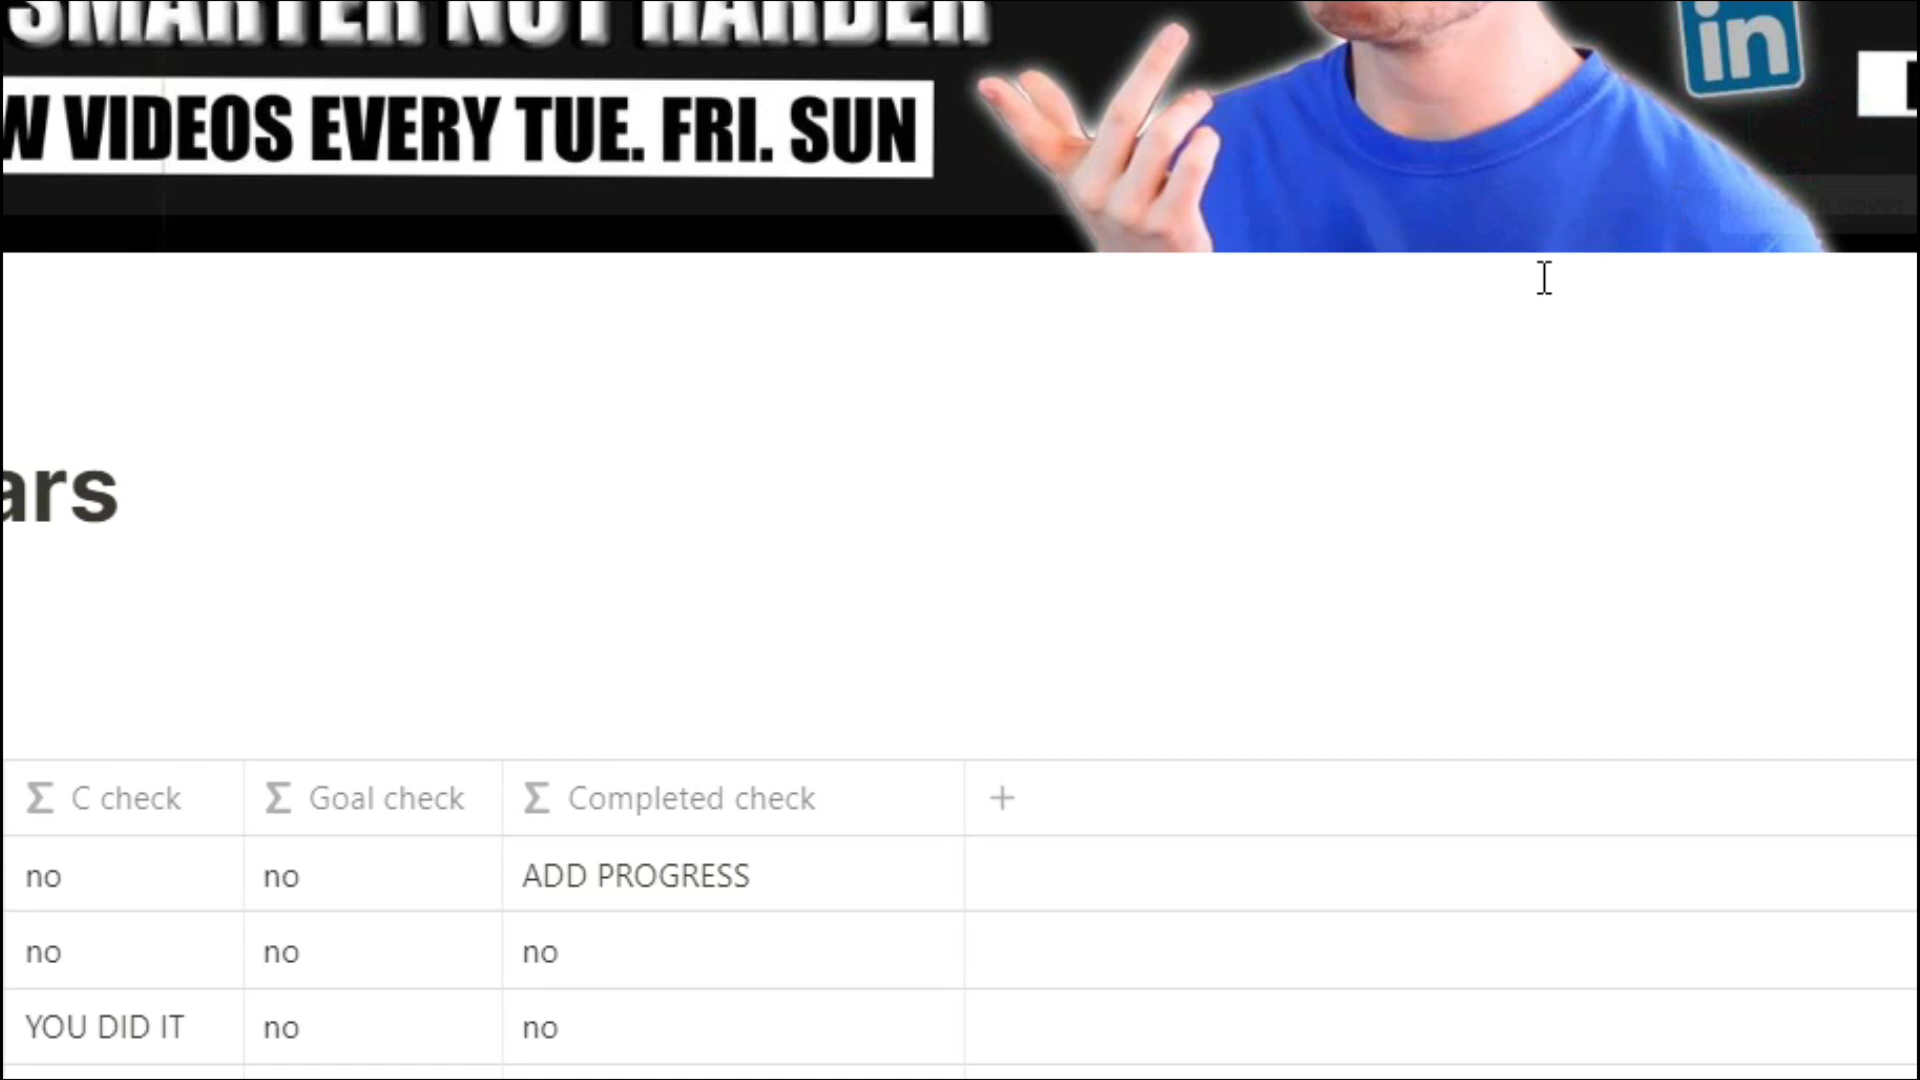 SMARTER NOT HARDER
in
W VIDEOS EVERY TUE. FRI. SUN
ars
Σ C check Σ Goal check Σ Completed check +
no no ADD PROGRESS
no no no
YOU DID IT no no